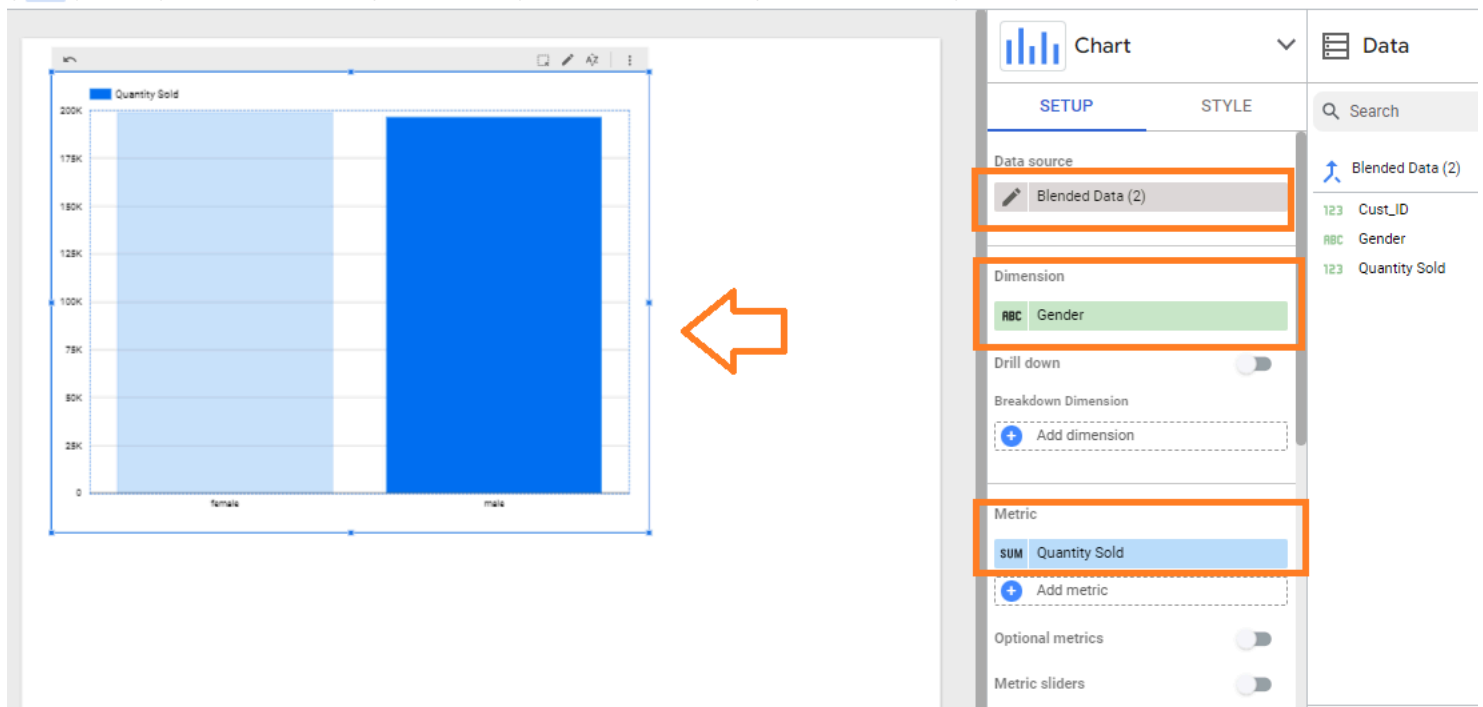 Quantity Sold
200K
175K
150K
125K
100K
75K
50K
25K
0
female
male
Chart
SETUP STYLE
Data source
Blended Data (2)
Dimension
ABC Gender
Drill down
Breakdown Dimension
Add dimension
Metric
SUM Quantity Sold
Add metric
Optional metrics
Metric sliders
Data
Search
Blended Data (2)
123 Cust_ID
ABC Gender
123 Quantity Sold